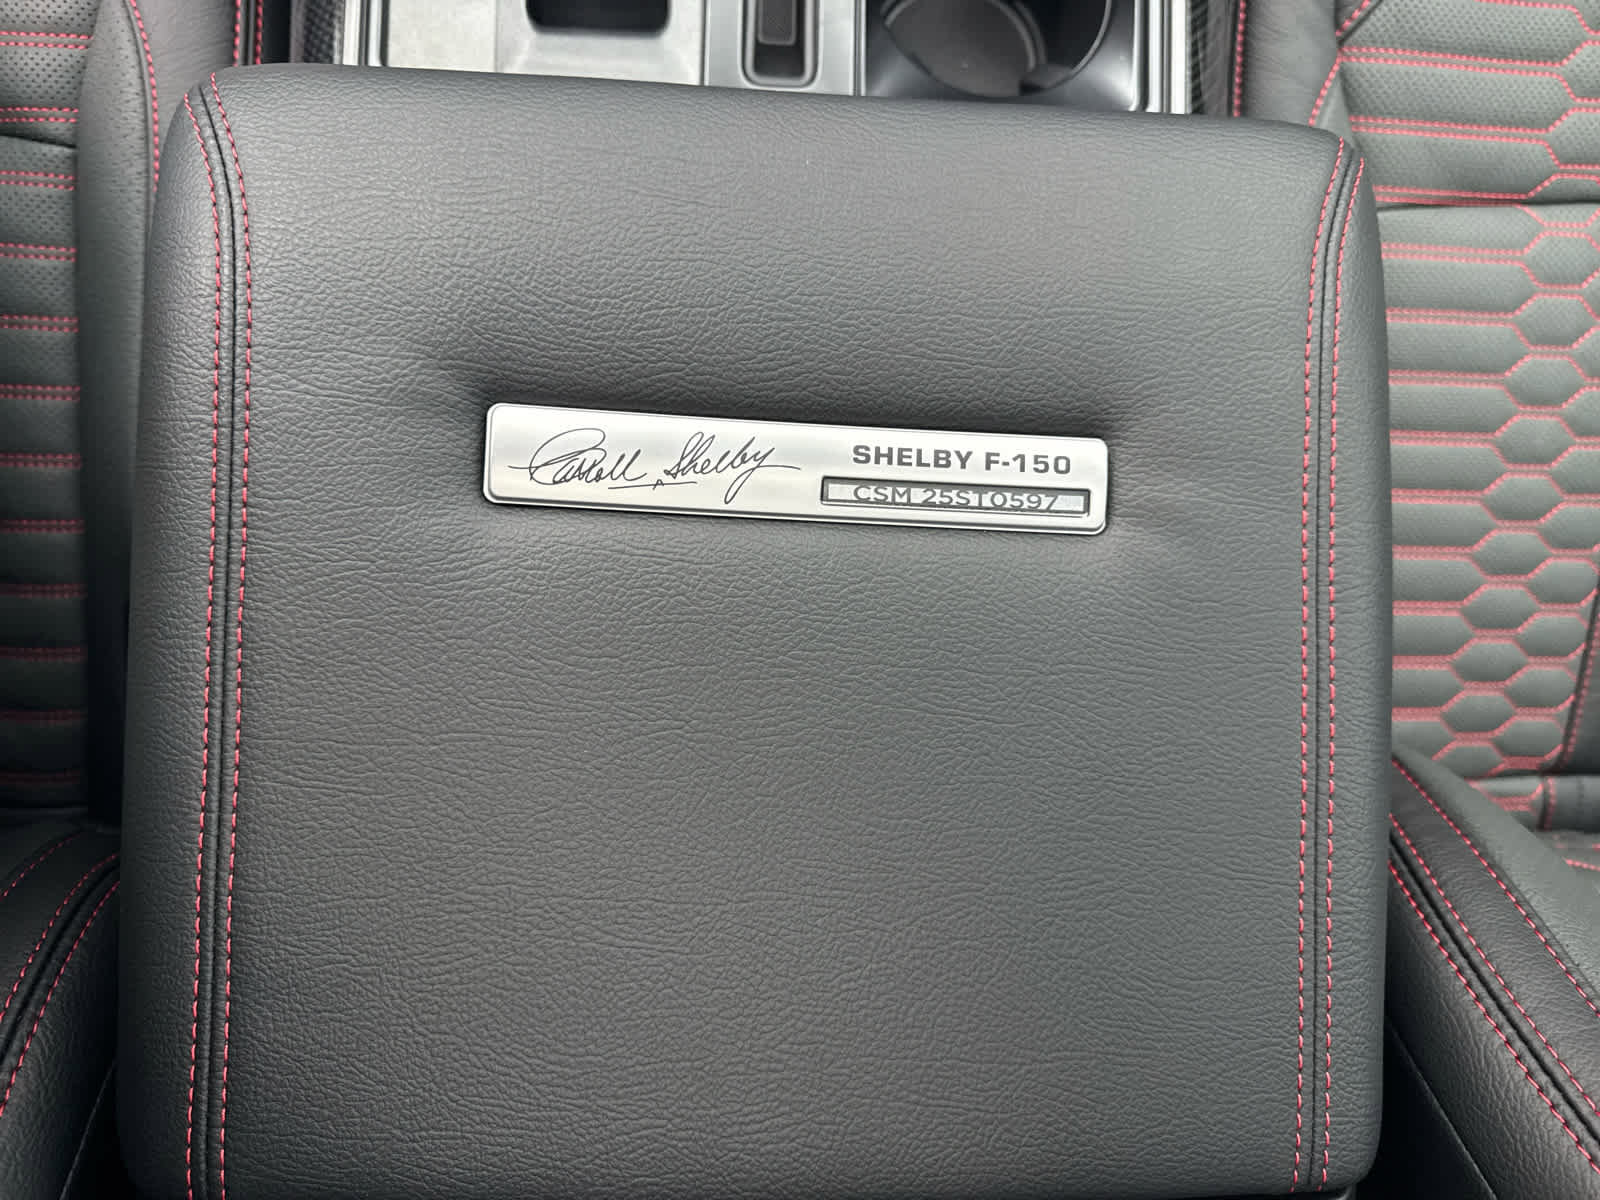 Carroll Shelby
SHELBY F-150
CSM 25ST0597